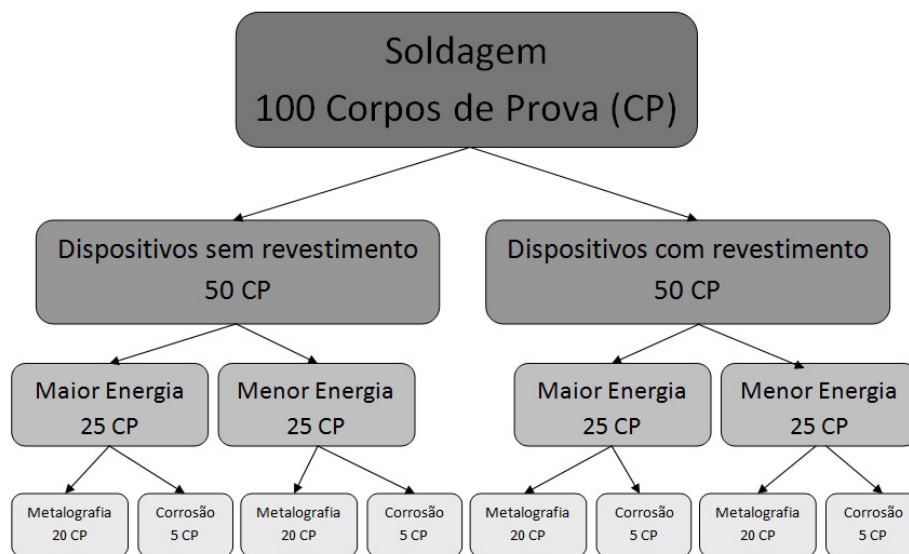 Soldagem
100 Corpos de Prova (CP)
Dispositivos sem revestimento
50 CP
Dispositivos com revestimento
50 CP
Maior Energia
25 CP
Menor Energia
25 CP
Maior Energia
25 CP
Menor Energia
25 CP
Metalografia
20 CP
Corrosão
5 CP
Metalografia
20 CP
Corrosão
5 CP
Metalografia
20 CP
Corrosão
5 CP
Metalografia
20 CP
Corrosão
5 CP